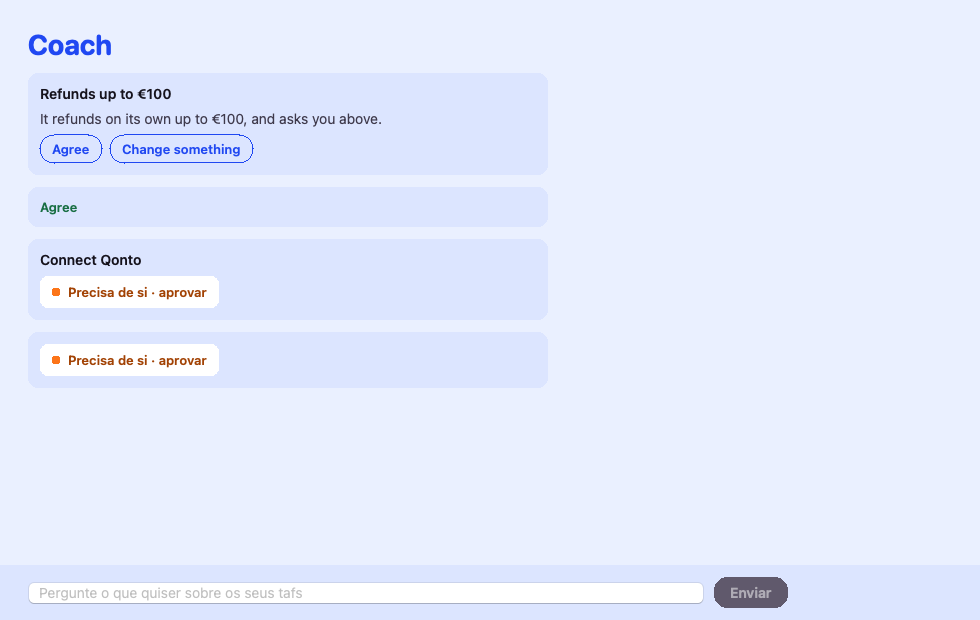 Coach
Refunds up to €100
It refunds on its own up to €100, and asks you above.
Agree
Change something
Agree
Connect Qonto
Precisa de si · aprovar
Precisa de si · aprovar
Pergunte o que quiser sobre os seus tafs
Enviar